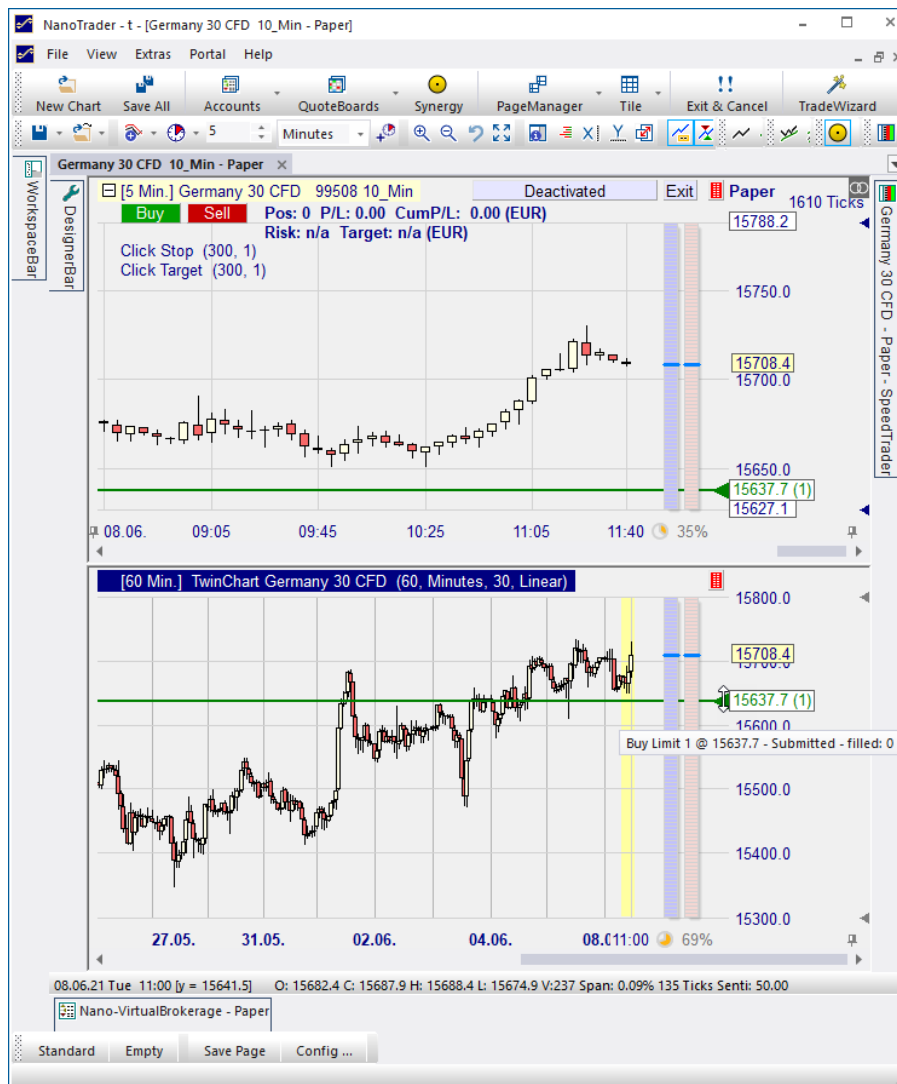 NanoTrader - t - [Germany 30 CFD 10_Min - Paper]
File View Extras Portal Help
New Chart Save All Accounts QuoteBoards Synergy PageManager Tile Exit & Cancel TradeWizard
5 Minutes
Germany 30 CFD 10_Min - Paper
WorkspaceBar
DesignerBar
[5 Min.] Germany 30 CFD 99508 10_Min Deactivated Exit Paper
1610 Ticks
Buy Sell Pos: 0 P/L: 0.00 CumP/L: 0.00 (EUR)
Risk: n/a Target: n/a (EUR)
Click Stop (300, 1)
Click Target (300, 1)
15788.2
15750.0
15708.4
15700.0
15650.0
15637.7 (1)
15627.1
08.06. 09:05 09:45 10:25 11:05 11:40 35%
Germany 30 CFD - Paper - SpeedTrader
[60 Min.] TwinChart Germany 30 CFD (60, Minutes, 30, Linear)
15800.0
15708.4
15637.7 (1)
15600.0
Buy Limit 1 @ 15637.7 - Submitted - filled: 0
15500.0
15400.0
15300.0
27.05. 31.05. 02.06. 04.06. 08.0 11:00 69%
08.06.21 Tue 11:00 [y = 15641.5] O: 15682.4 C: 15687.9 H: 15688.4 L: 15674.9 V:237 Span: 0.09% 135 Ticks Senti: 50.00
Nano-VirtualBrokerage - Paper
Standard Empty Save Page Config ...